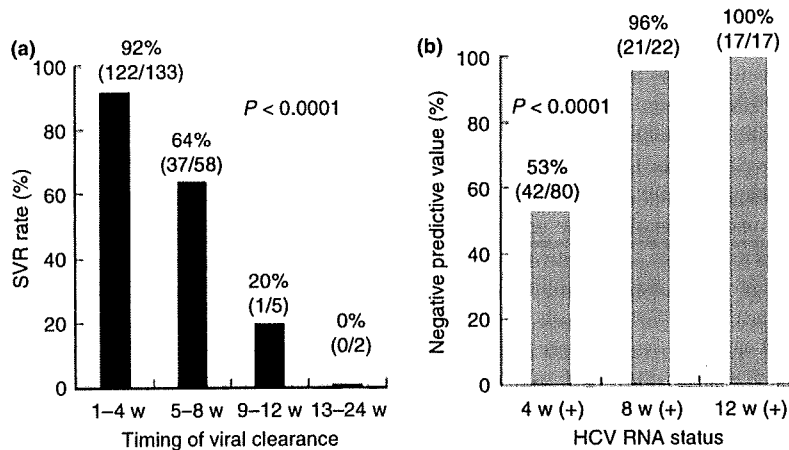 (a)
92%
(122/133)
100
80
60
40
20
0
SVR rate (%)
P < 0.0001
64%
(37/58)
20%
(1/5)
0%
(0/2)
1–4 w
5–8 w
9–12 w
13–24 w
Timing of viral clearance
(b)
96%
(21/22)
100%
(17/17)
100
80
60
40
20
0
Negative predictive value (%)
P < 0.0001
53%
(42/80)
4 w (+)
8 w (+)
12 w (+)
HCV RNA status